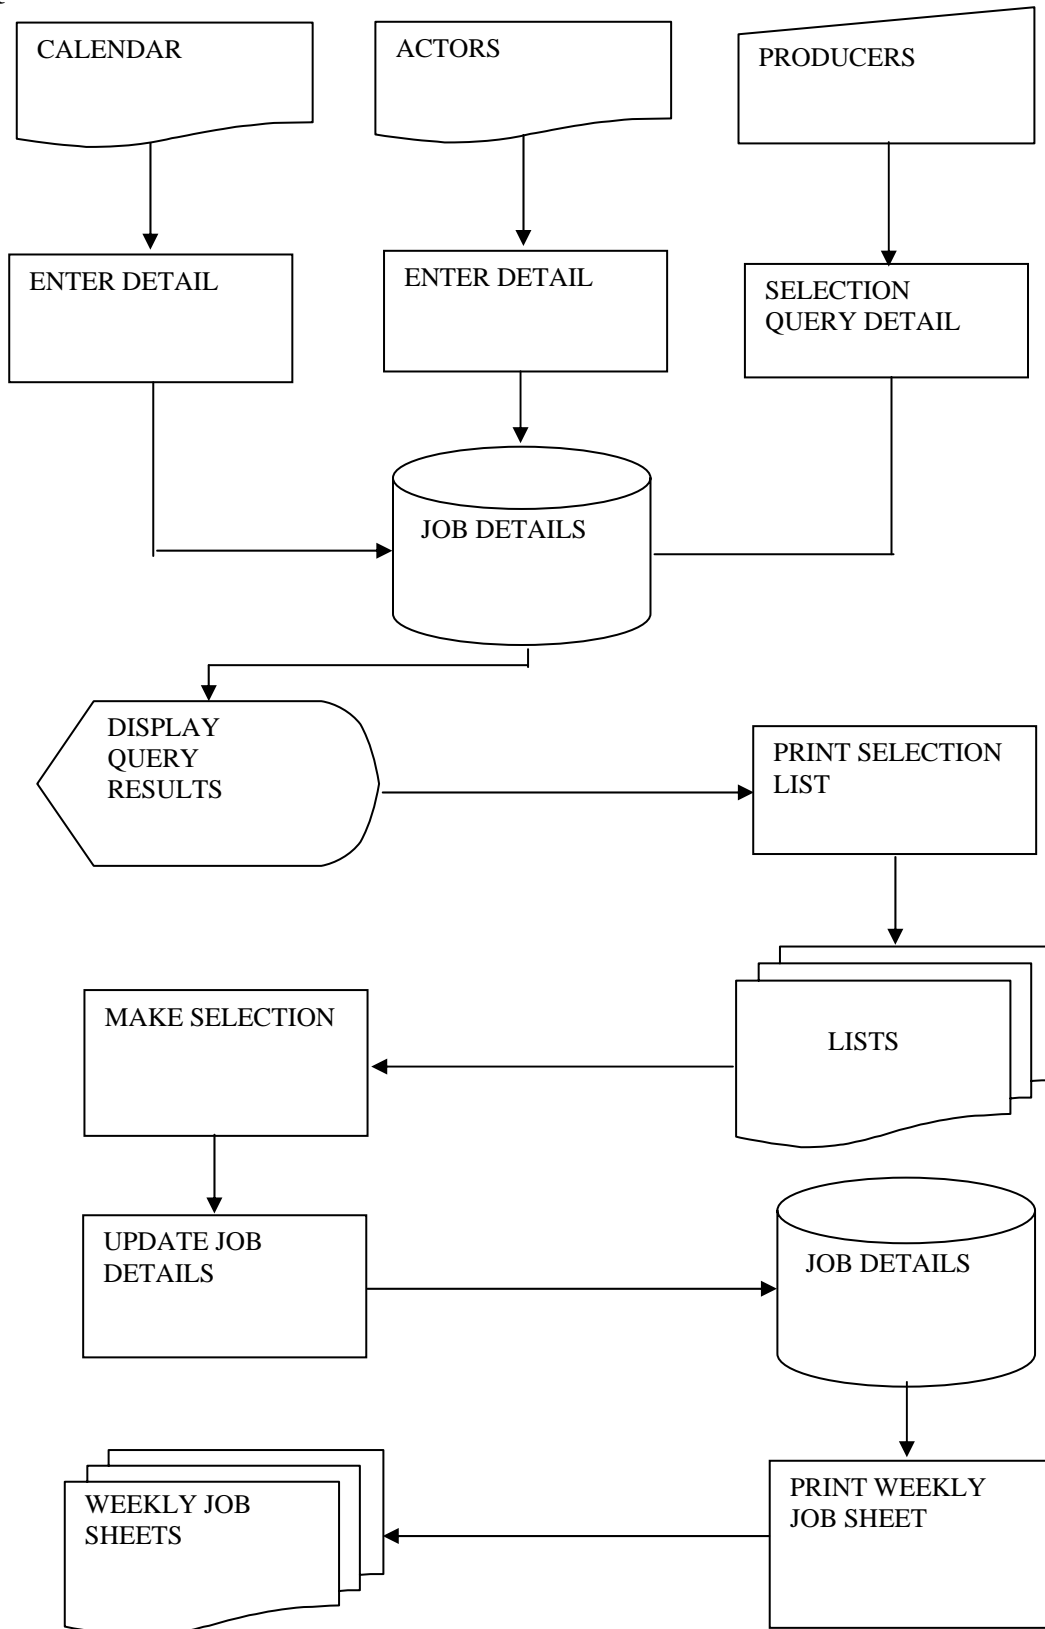 CALENDAR
ACTORS
PRODUCERS
ENTER DETAIL
ENTER DETAIL
SELECTION
QUERY DETAIL
JOB DETAILS
DISPLAY
QUERY
RESULTS
PRINT SELECTION
LIST
MAKE SELECTION
LISTS
UPDATE JOB
DETAILS
JOB DETAILS
WEEKLY JOB
SHEETS
PRINT WEEKLY
JOB SHEET